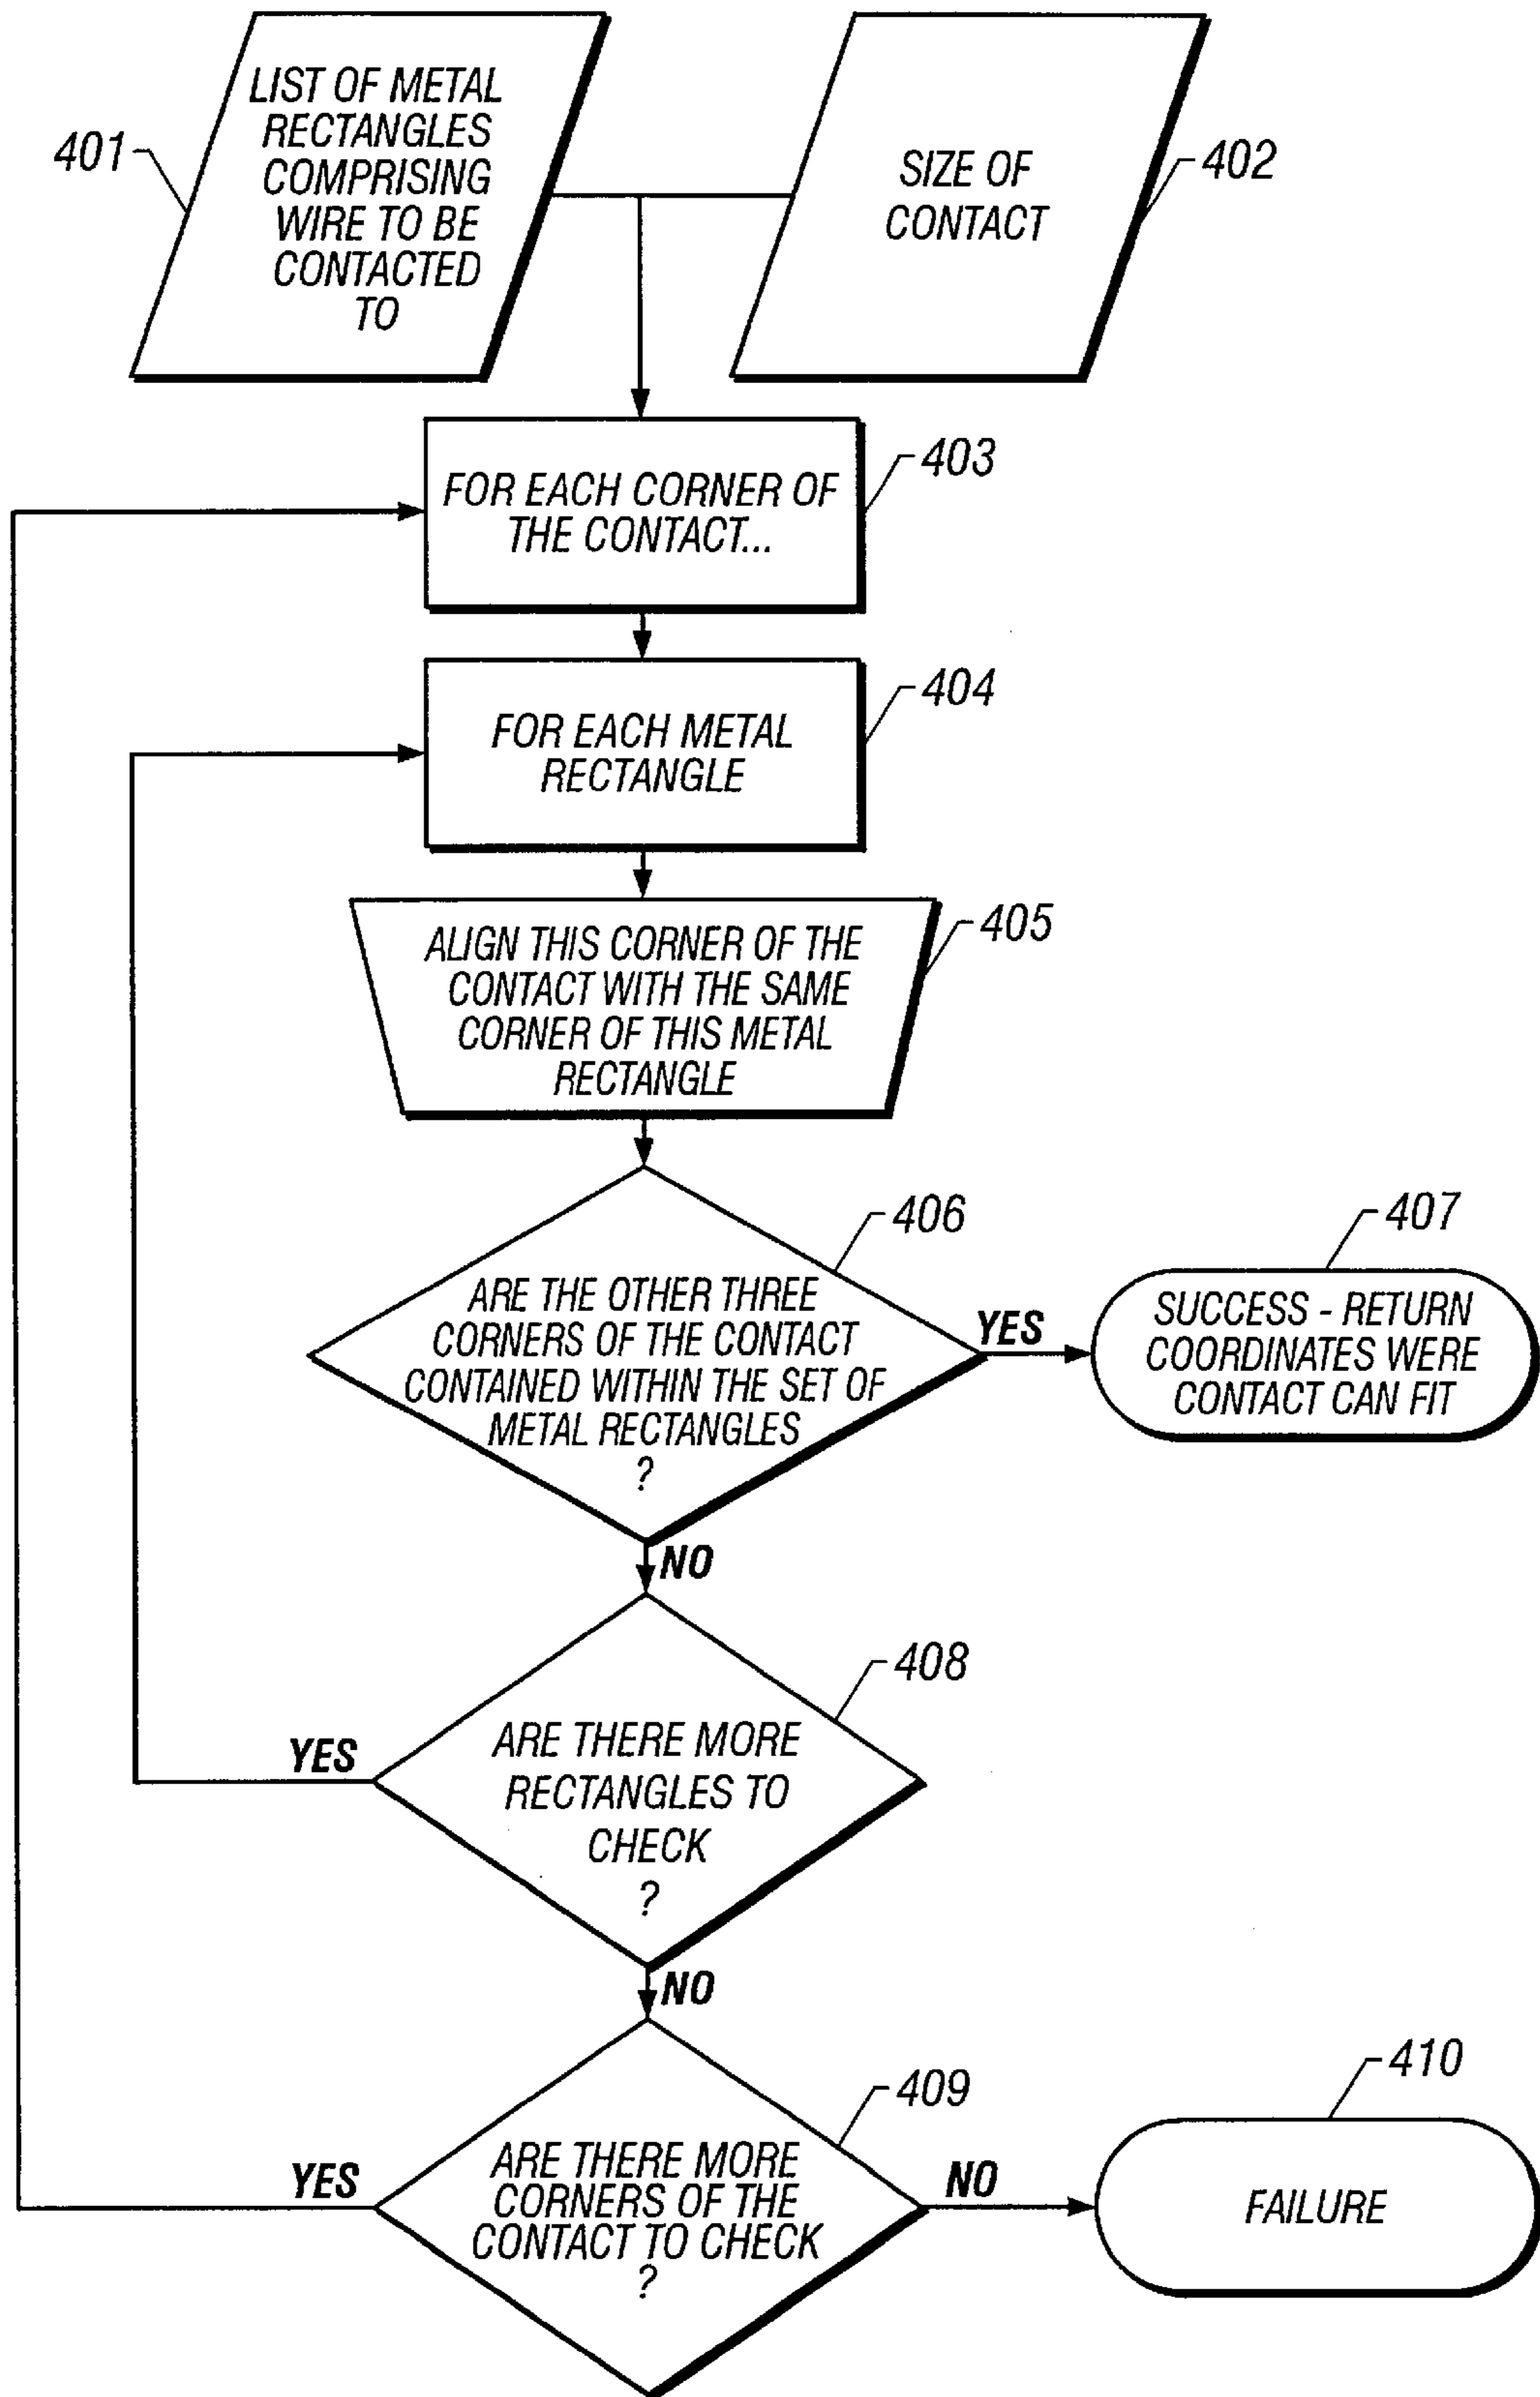 LIST OF METAL
RECTANGLES
COMPRISING
WIRE TO BE
CONTACTED
TO
401
SIZE OF
CONTACT
402
FOR EACH CORNER OF
THE CONTACT...
403
FOR EACH METAL
RECTANGLE
404
ALIGN THIS CORNER OF THE
CONTACT WITH THE SAME
CORNER OF THIS METAL
RECTANGLE
405
ARE THE OTHER THREE
CORNERS OF THE CONTACT
CONTAINED WITHIN THE SET OF
METAL RECTANGLES
?
406
YES
SUCCESS - RETURN
COORDINATES WERE
CONTACT CAN FIT
407
NO
ARE THERE MORE
RECTANGLES TO
CHECK
?
408
YES
NO
ARE THERE MORE
CORNERS OF THE
CONTACT TO CHECK
?
409
YES
NO
FAILURE
410